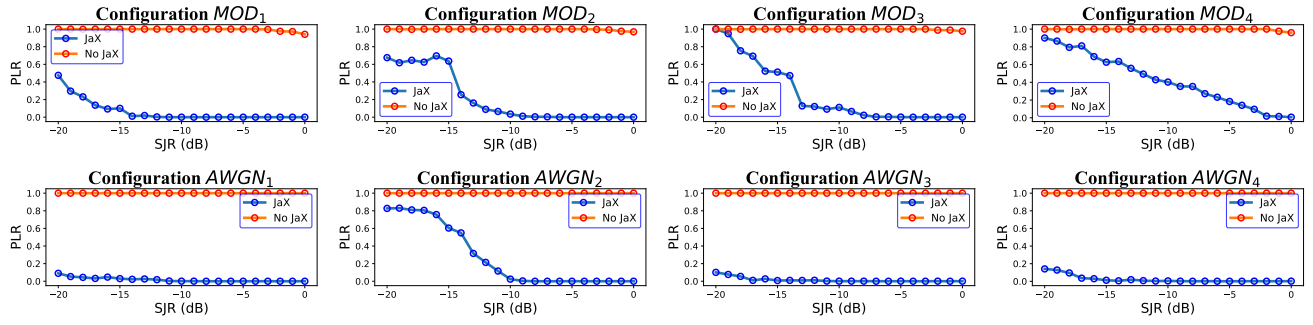 Configuration MOD₁
1.0
0.8
0.6
0.4
0.2
0.0
PLR
JaX
No JaX
−20
−15
−10
−5
0
SJR (dB)
Configuration MOD₂
1.0
0.8
0.6
0.4
0.2
0.0
PLR
JaX
No JaX
−20
−15
−10
−5
0
SJR (dB)
Configuration MOD₃
1.0
0.8
0.6
0.4
0.2
0.0
PLR
JaX
No JaX
−20
−15
−10
−5
0
SJR (dB)
Configuration MOD₄
1.0
0.8
0.6
0.4
0.2
0.0
PLR
JaX
No JaX
−20
−15
−10
−5
0
SJR (dB)
Configuration AWGN₁
1.0
0.8
0.6
0.4
0.2
0.0
PLR
JaX
No JaX
−20
−15
−10
−5
0
SJR (dB)
Configuration AWGN₂
1.0
0.8
0.6
0.4
0.2
0.0
PLR
JaX
No JaX
−20
−15
−10
−5
0
SJR (dB)
Configuration AWGN₃
1.0
0.8
0.6
0.4
0.2
0.0
PLR
JaX
No JaX
−20
−15
−10
−5
0
SJR (dB)
Configuration AWGN₄
1.0
0.8
0.6
0.4
0.2
0.0
PLR
JaX
No JaX
−20
−15
−10
−5
0
SJR (dB)